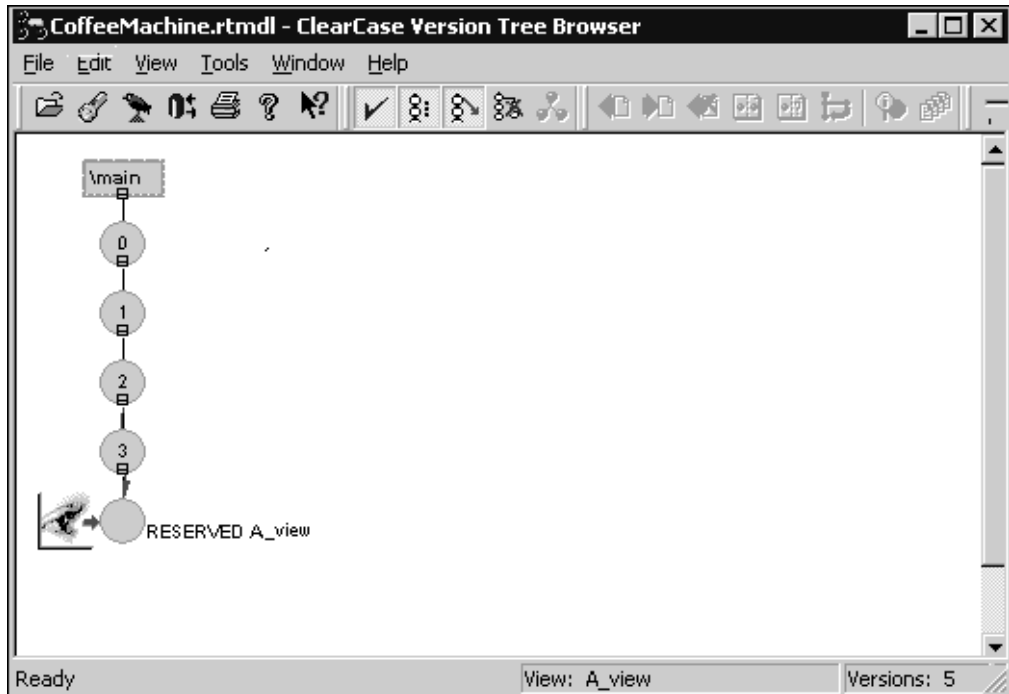 CoffeeMachine.rtmdl - ClearCase Version Tree Browser
File Edit View Tools Window Help
\main
0
1
2
3
RESERVED A_view
Ready View: A_view Versions: 5